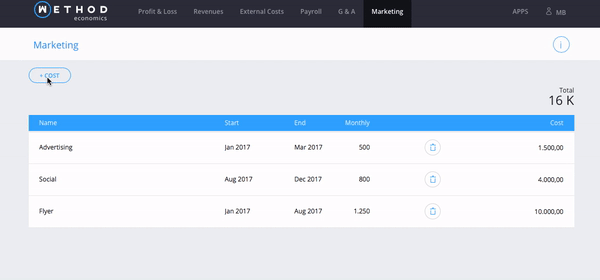 WETHOD
economics
Profit & Loss Revenues External Costs Payroll G & A Marketing APPS MB
Marketing i
+ COST
Total
16 K
Name Start End Monthly Cost
Advertising Jan 2017 Mar 2017 500 1.500,00
Social Aug 2017 Dec 2017 800 4.000,00
Flyer Jan 2017 Aug 2017 1.250 10.000,00